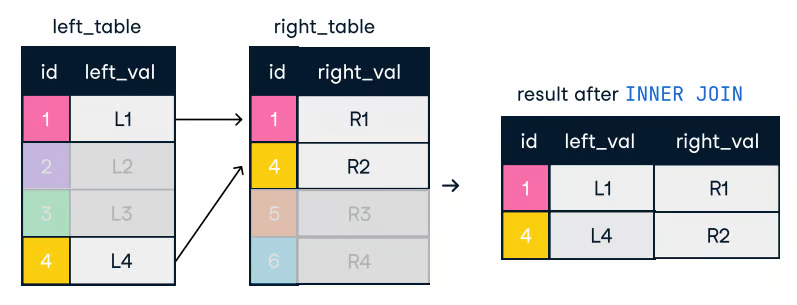 left_table
id left_val
1 L1
2 L2
3 L3
4 L4
right_table
id right_val
1 R1
4 R2
5 R3
6 R4
result after INNER JOIN
id left_val right_val
1 L1 R1
4 L4 R2